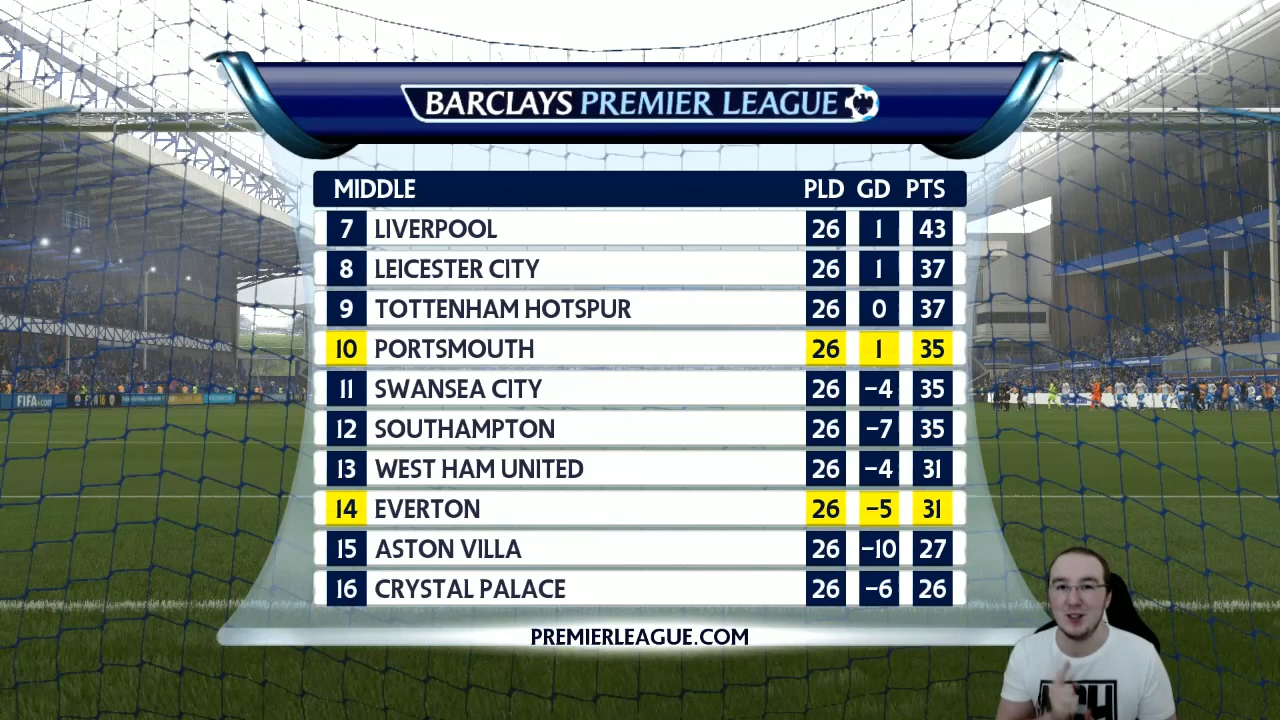 BARCLAYS PREMIER LEAGUE
MIDDLE PLD GD PTS
7 LIVERPOOL 26 1 43
8 LEICESTER CITY 26 1 37
9 TOTTENHAM HOTSPUR 26 0 37
10 PORTSMOUTH 26 1 35
11 SWANSEA CITY 26 −4 35
12 SOUTHAMPTON 26 −7 35
13 WEST HAM UNITED 26 −4 31
14 EVERTON 26 −5 31
15 ASTON VILLA 26 −10 27
16 CRYSTAL PALACE 26 −6 26
PREMIERLEAGUE.COM